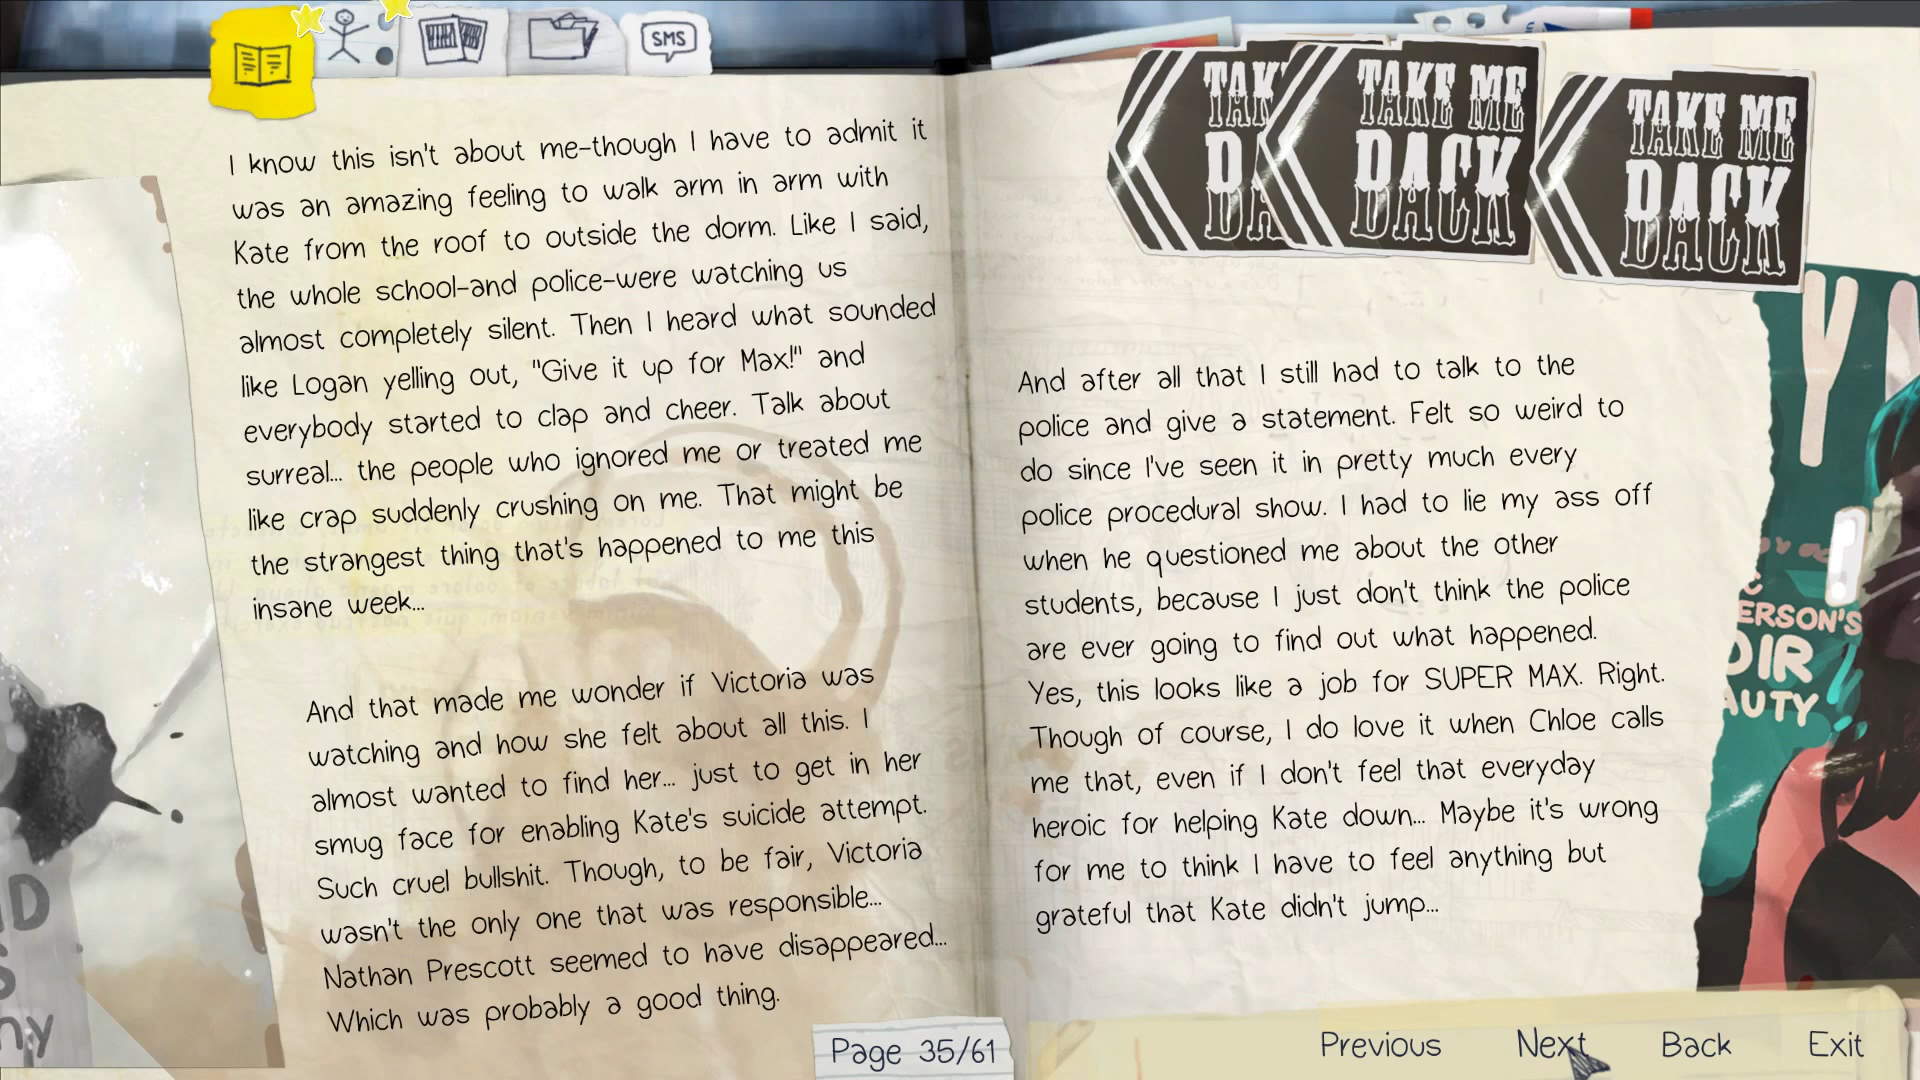 SMS
I know this isn't about me-though I have to admit it
was an amazing feeling to walk arm in arm with
Kate from the roof to outside the dorm. Like I said,
the whole school-and police-were watching us
almost completely silent. Then I heard what sounded
like Logan yelling out, "Give it up for Max!" and
everybody started to clap and cheer. Talk about
surreal... the people who ignored me or treated me
like crap suddenly crushing on me. That might be
the strangest thing that's happened to me this
insane week...
And that made me wonder if Victoria was
watching and how she felt about all this. I
almost wanted to find her... just to get in her
smug face for enabling Kate's suicide attempt.
Such cruel bullshit. Though, to be fair, Victoria
wasn't the only one that was responsible...
Nathan Prescott seemed to have disappeared...
Which was probably a good thing.
TAK
DA
TAKE ME
DACK
TAKE ME
DACK
And after all that I still had to talk to the
police and give a statement. Felt so weird to
do since I've seen it in pretty much every
police procedural show. I had to lie my ass off
when he questioned me about the other
students, because I just don't think the police
are ever going to find out what happened.
Yes, this looks like a job for SUPER MAX. Right.
Though of course, I do love it when Chloe calls
me that, even if I don't feel that everyday
heroic for helping Kate down... Maybe it's wrong
for me to think I have to feel anything but
grateful that Kate didn't jump...
ERSON'S
OIR
AUTY
Page 35/61
Previous Next Back Exit